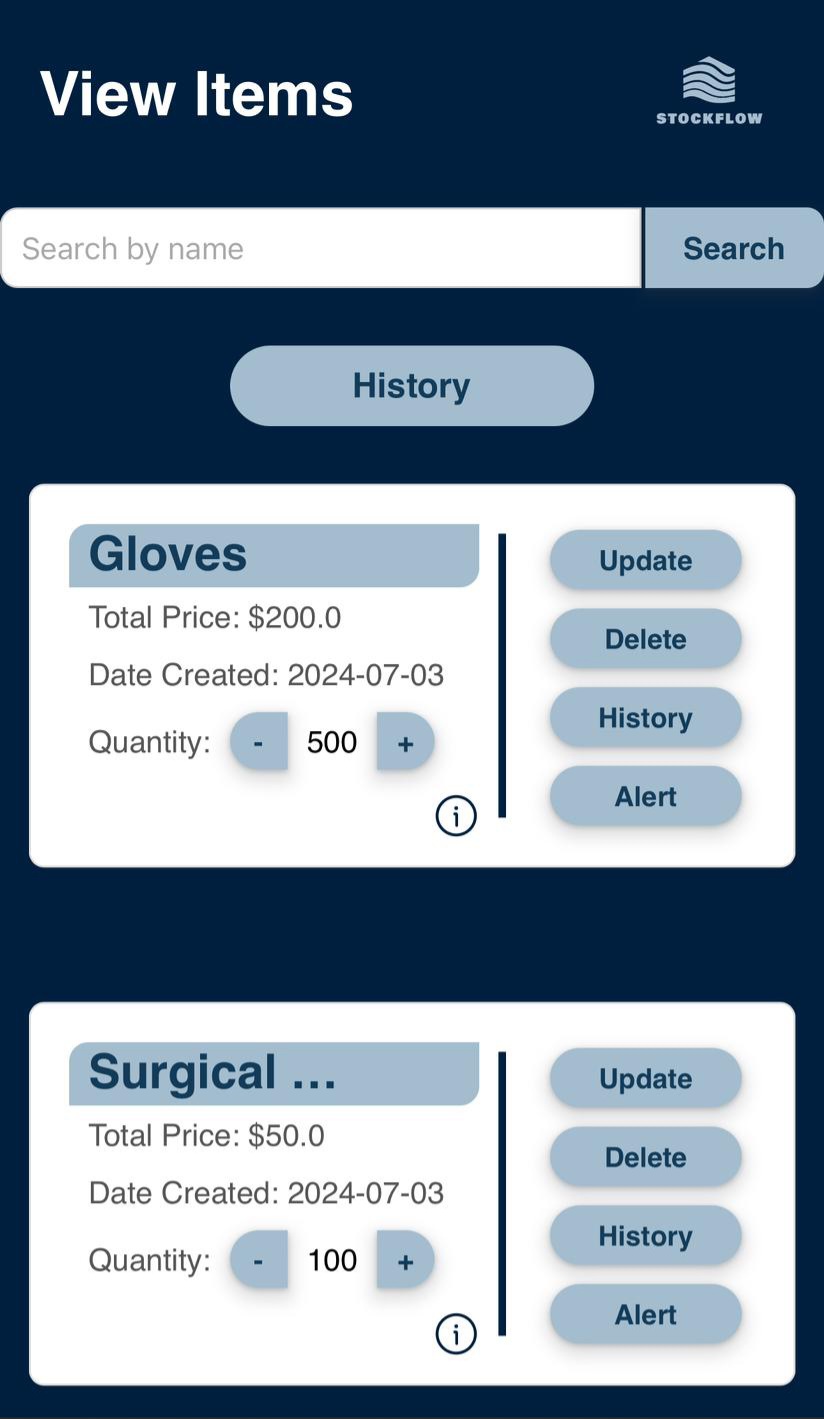 View Items
STOCKFLOW
Search by name
Search
History
Gloves
Total Price: $200.0
Date Created: 2024-07-03
Quantity: - 500 +
i
Update
Delete
History
Alert
Surgical ...
Total Price: $50.0
Date Created: 2024-07-03
Quantity: - 100 +
i
Update
Delete
History
Alert